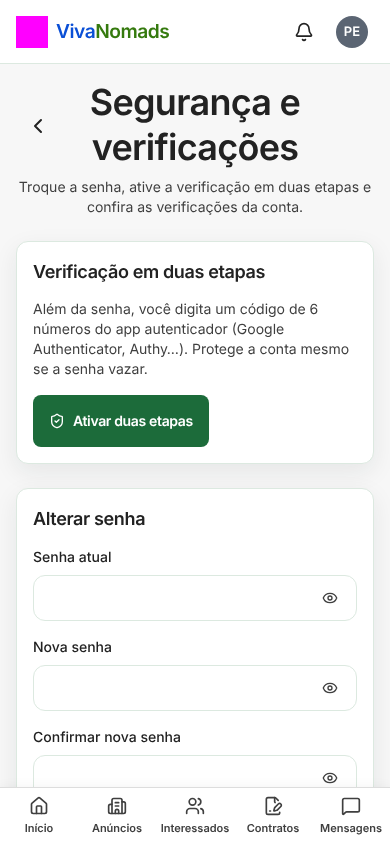 VivaNomads
PE
Segurança e
verificações
Troque a senha, ative a verificação em duas etapas e
confira as verificações da conta.
Verificação em duas etapas
Além da senha, você digita um código de 6
números do app autenticador (Google
Authenticator, Authy...). Protege a conta mesmo
se a senha vazar.
Ativar duas etapas
Alterar senha
Senha atual
Nova senha
Confirmar nova senha
Início Anúncios Interessados Contratos Mensagens